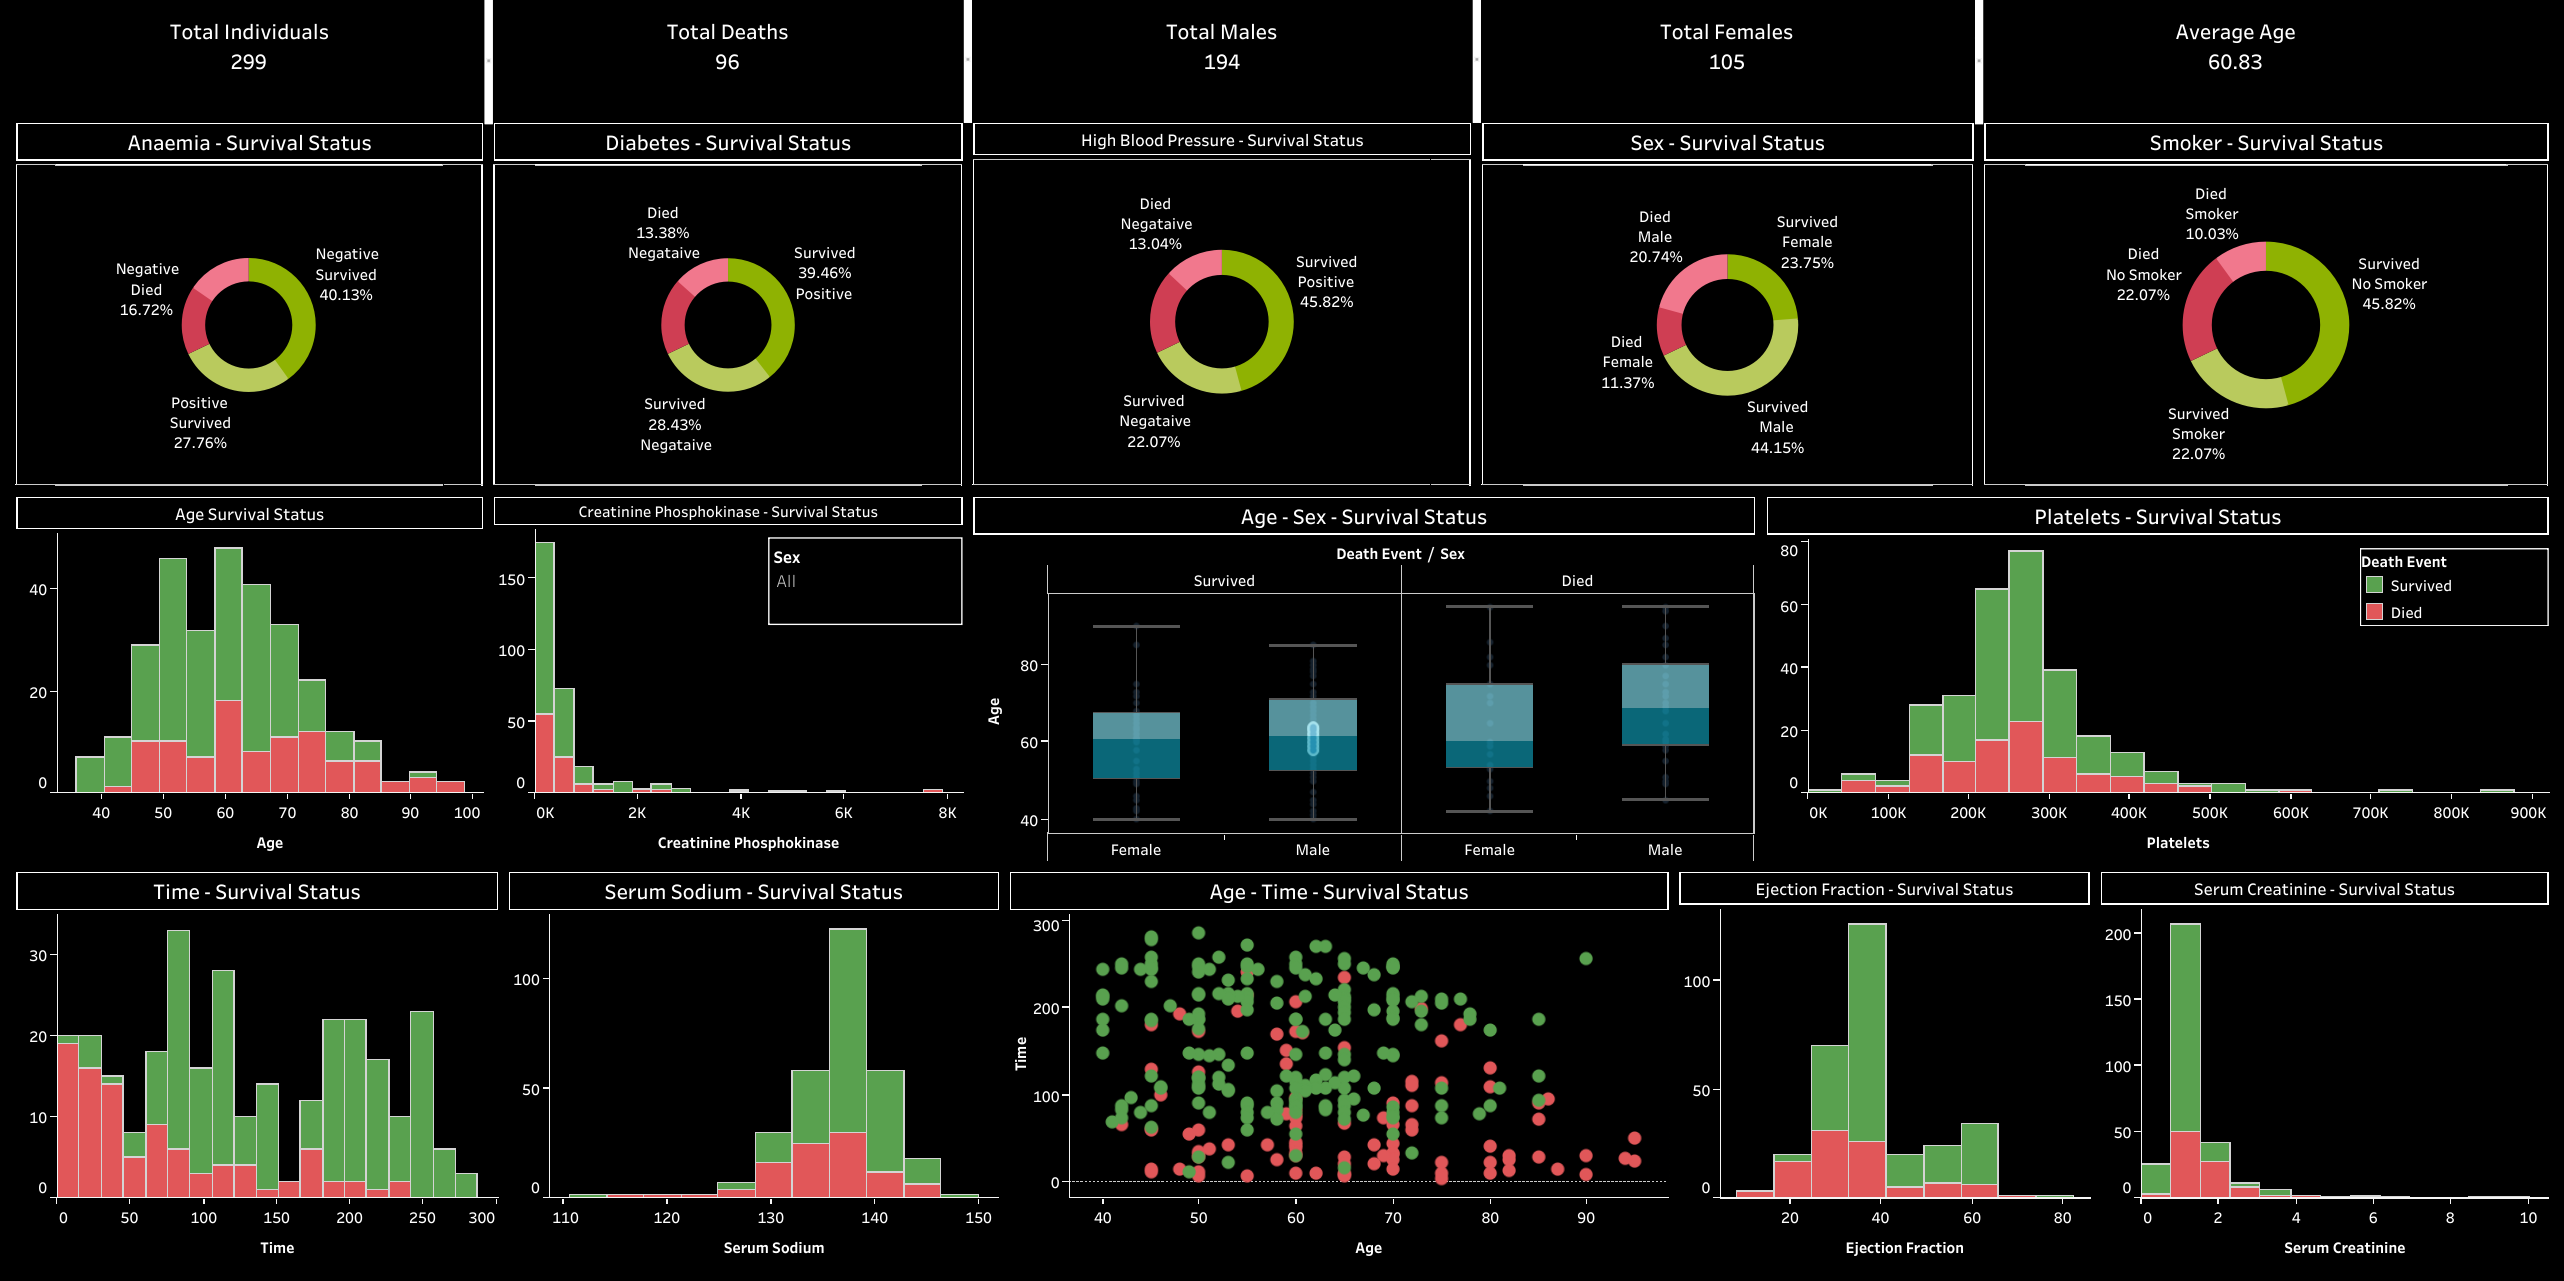 Total Individuals
299
Total Deaths
96
Total Males
194
Total Females
105
Average Age
60.83
Anaemia - Survival Status
Negative
Survived
40.13%
Negative
Died
16.72%
Positive
Survived
27.76%
Diabetes - Survival Status
Died
13.38%
Negataive
Survived
39.46%
Positive
Survived
28.43%
Negataive
High Blood Pressure - Survival Status
Died
Negataive
13.04%
Survived
Positive
45.82%
Survived
Negataive
22.07%
Sex - Survival Status
Died
Male
20.74%
Survived
Female
23.75%
Died
Female
11.37%
Survived
Male
44.15%
Smoker - Survival Status
Died
Smoker
10.03%
Died
No Smoker
22.07%
Survived
No Smoker
45.82%
Survived
Smoker
22.07%
Age Survival Status
40
20
0
40 50 60 70 80 90 100
Age
Creatinine Phosphokinase - Survival Status
Sex
All
150
100
50
0
0K 2K 4K 6K 8K
Creatinine Phosphokinase
Age - Sex - Survival Status
Death Event / Sex
Survived Died
Age
80
60
40
Female Male Female Male
Platelets - Survival Status
Death Event
Survived
Died
80
60
40
20
0
0K 100K 200K 300K 400K 500K 600K 700K 800K 900K
Platelets
Time - Survival Status
30
20
10
0
0 50 100 150 200 250 300
Time
Serum Sodium - Survival Status
100
50
0
110 120 130 140 150
Serum Sodium
Age - Time - Survival Status
Time
300
200
100
0
40 50 60 70 80 90
Age
Ejection Fraction - Survival Status
100
50
0
20 40 60 80
Ejection Fraction
Serum Creatinine - Survival Status
200
150
100
50
0
0 2 4 6 8 10
Serum Creatinine